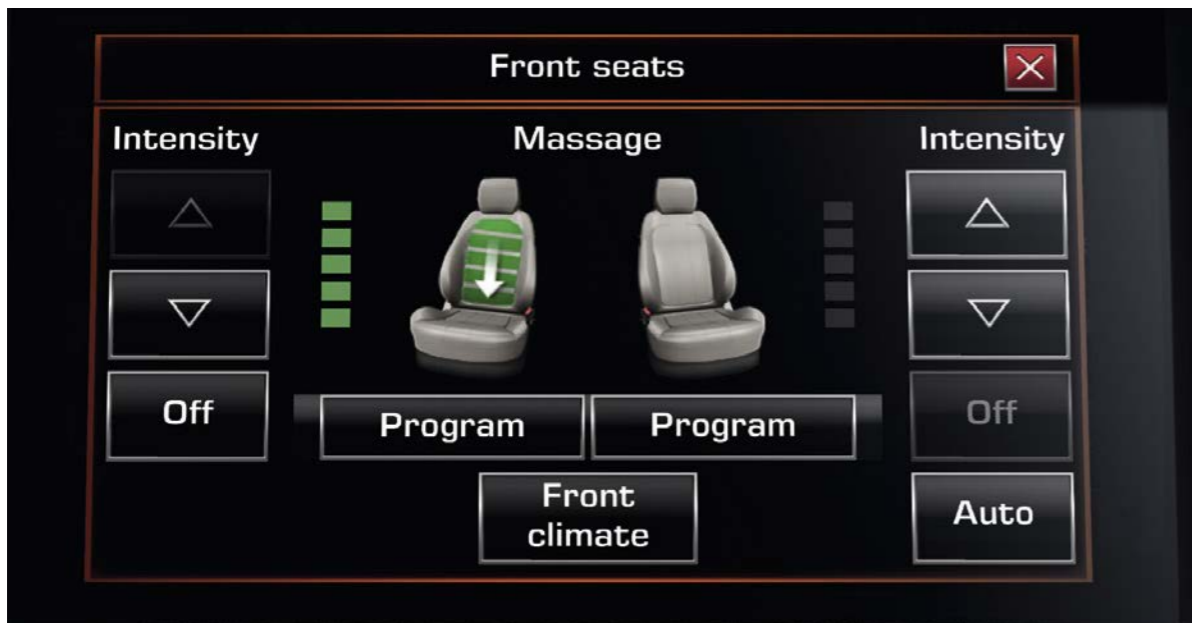 Front seats
Intensity
Massage
Intensity
Off
Program
Program
Off
Front
climate
Auto